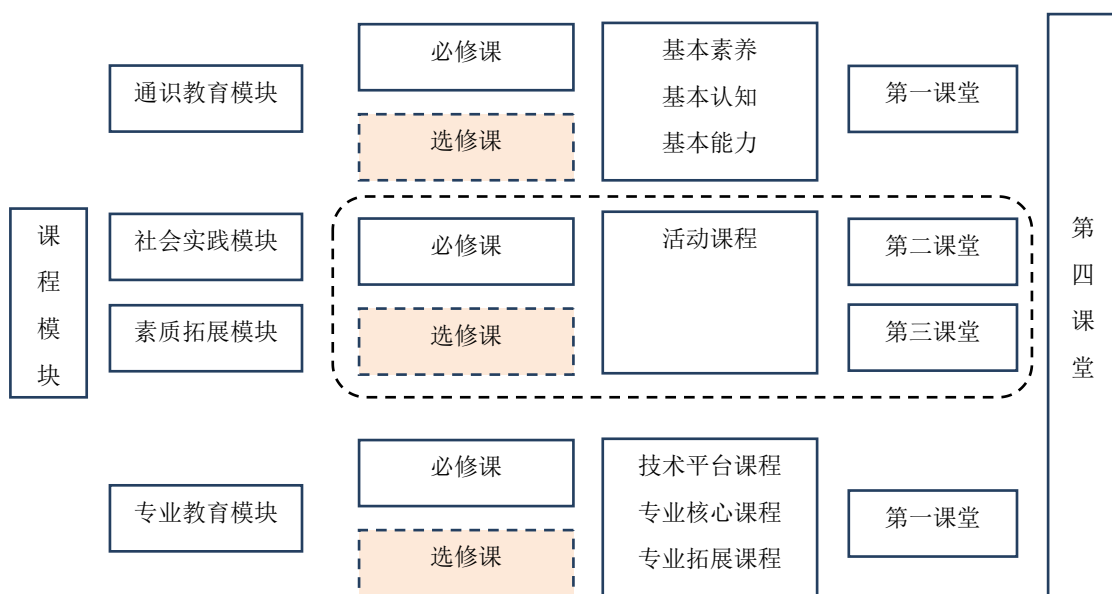 课程模块
通识教育模块
必修课
选修课
基本素养
基本认知
基本能力
第一课堂
社会实践模块
素质拓展模块
必修课
选修课
活动课程
第二课堂
第三课堂
专业教育模块
必修课
选修课
技术平台课程
专业核心课程
专业拓展课程
第一课堂
第四课堂